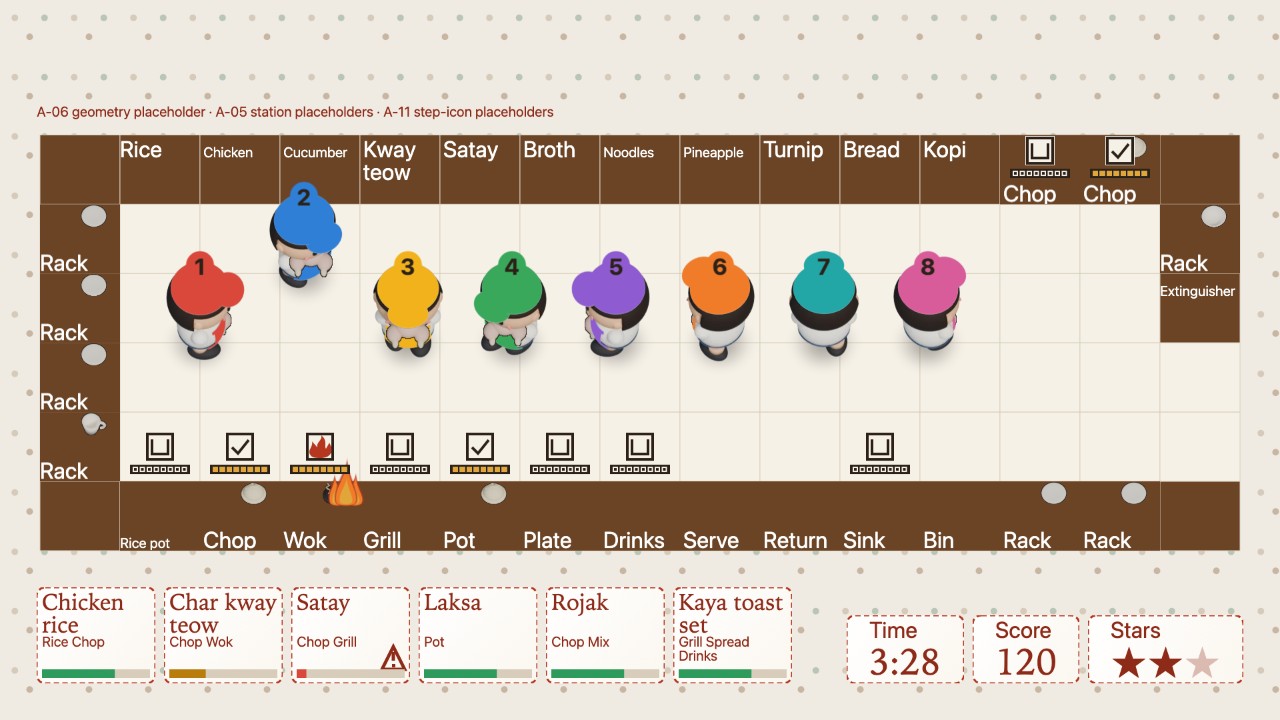 A-06 geometry placeholder · A-05 station placeholders · A-11 step-icon placeholders
Rice
Chicken
Cucumber
Kway
teow
Satay
Broth
Noodles
Pineapple
Turnip
Bread
Kopi
Chop
Chop
2
Rack
Rack
1
3
4
5
6
7
8
Extinguisher
Rack
Rack
Rack
Rice pot
Chop
Wok
Grill
Pot
Plate
Drinks
Serve
Return
Sink
Bin
Rack
Rack
Chicken
rice
Rice Chop
Char kway
teow
Chop Wok
Satay
Chop Grill
Laksa
Pot
Rojak
Chop Mix
Kaya toast
set
Grill Spread
Drinks
Time
3:28
Score
120
Stars